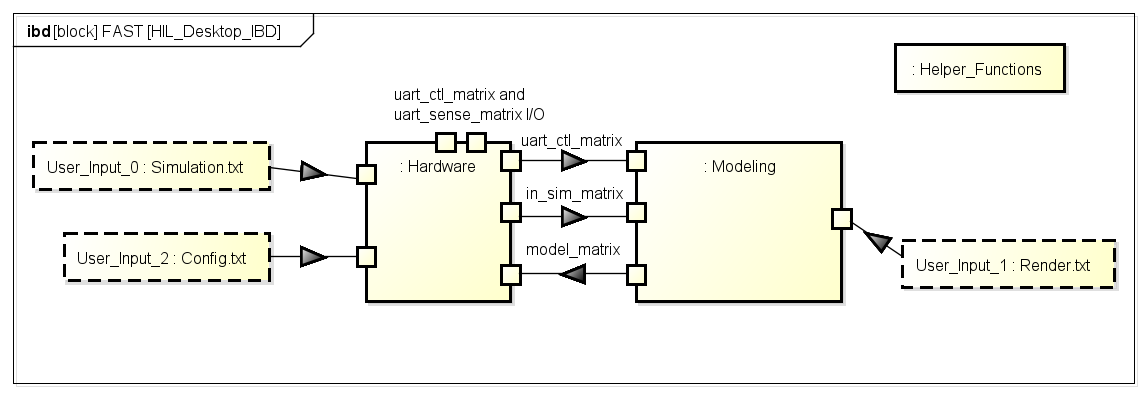 ibd [block] FAST [HIL_Desktop_IBD]
: Helper_Functions
uart_ctl_matrix and
uart_sense_matrix I/O
uart_ctl_matrix
User_Input_0 : Simulation.txt
: Hardware
: Modeling
in_sim_matrix
model_matrix
User_Input_2 : Config.txt
User_Input_1 : Render.txt